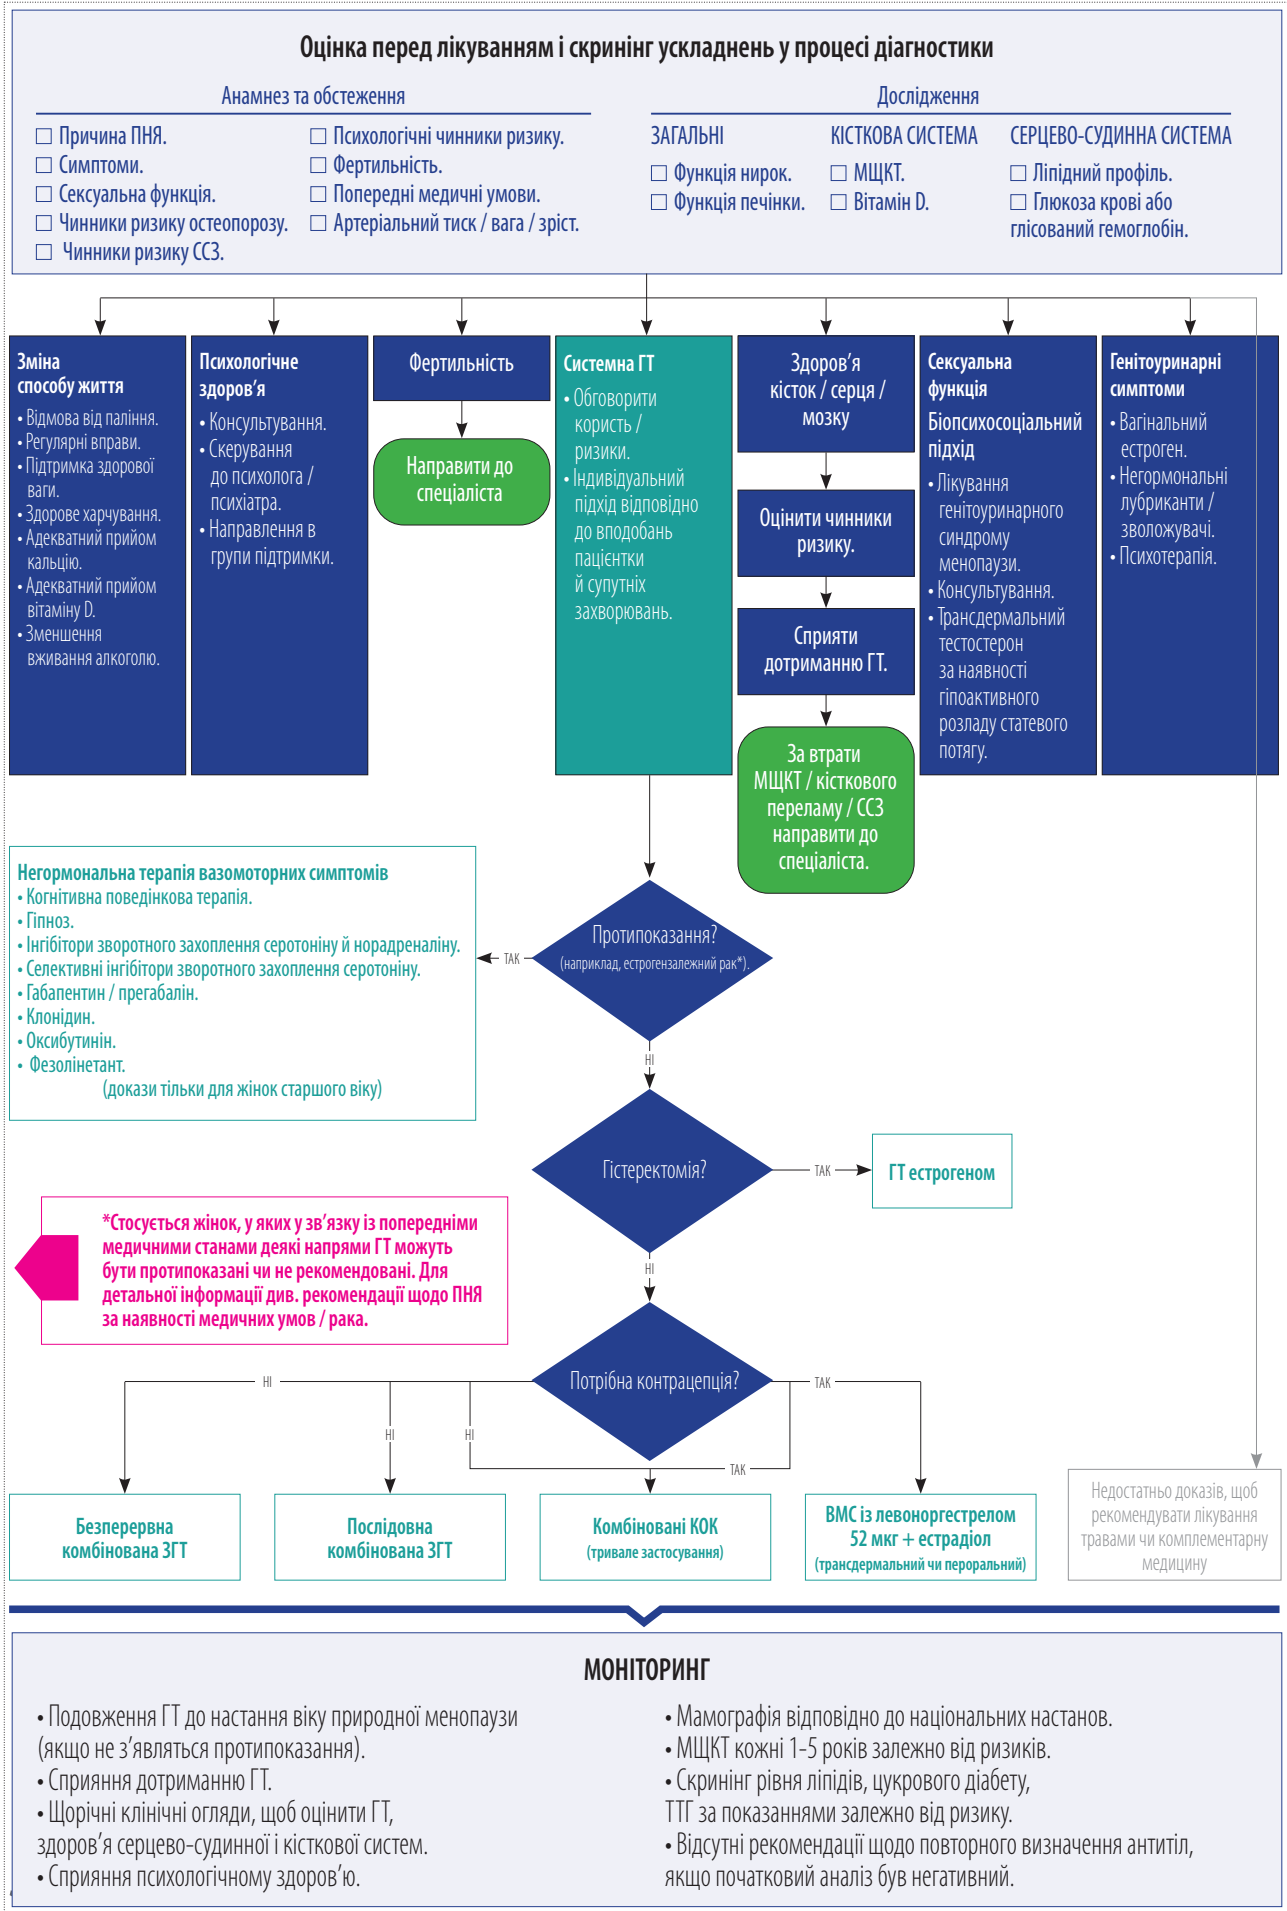 Оцінка перед лікуванням і скринінг ускладнень у процесі діагностики
Анамнез та обстеження
☐ Причина ПНЯ.
☐ Симптоми.
☐ Сексуальна функція.
☐ Чинники ризику остеопорозу.
☐ Чинники ризику ССЗ.
☐ Психологічні чинники ризику.
☐ Фертильність.
☐ Попередні медичні умови.
☐ Артеріальний тиск / вага / зріст.
Дослідження
ЗАГАЛЬНІ
☐ Функція нирок.
☐ Функція печінки.
КІСТКОВА СИСТЕМА
☐ МЩКТ.
☐ Вітамін D.
СЕРЦЕВО-СУДИННА СИСТЕМА
☐ Ліпідний профіль.
☐ Глюкоза крові або
глісований гемоглобін.
Зміна
способу життя
• Відмова від паління.
• Регулярні вправи.
• Підтримка здорової
ваги.
• Здорове харчування.
• Адекватний прийом
кальцію.
• Адекватний прийом
вітаміну D.
• Зменшення
вживання алкоголю.
Психологічне
здоров’я
• Консультування.
• Скерування
до психолога /
психіатра.
• Направлення в
групи підтримки.
Фертильність
Направити до
спеціаліста
Системна ГТ
• Обговорити
користь /
ризики.
• Індивідуальний
підхід відповідно
до вподобань
пацієнтки
й супутніх
захворювань.
Здоров’я
кісток / серця /
мозку
Оцінити чинники
ризику.
Сприяти
дотриманню ГТ.
За втрати
МЩКТ / кісткового
перелaму / ССЗ
направити до
спеціаліста.
Сексуальна
функція
Біопсихосоціальний
підхід
• Лікування
генітоуринарного
синдрому
менопаузи.
• Консультування.
• Трансдермальний
тестостерон
за наявності
гіпоактивного
розладу статевого
потягу.
Генітоуринарні
симптоми
• Вагінальний
естроген.
• Негормональні
лубриканти /
зволожувачі.
• Психотерапія.
Негормональна терапія вазомоторних симптомів
• Когнітивна поведінкова терапія.
• Гіпноз.
• Інгібітори зворотного захоплення серотоніну й норадреналіну.
• Селективні інгібітори зворотного захоплення серотоніну.
• Габапентин / прегабалін.
• Клонідин.
• Оксибутинін.
• Фезолінетант.
(докази тільки для жінок старшого віку)
ТАК
Протипоказання?
(наприклад, естрогензалежний рак*).
НІ
Гістеректомія?
ТАК
ГТ естрогеном
НІ
*Стосується жінок, у яких у зв’язку із попередніми
медичними станами деякі напрями ГТ можуть
бути протипоказані чи не рекомендовані. Для
детальної інформації див. рекомендації щодо ПНЯ
за наявності медичних умов / рака.
Потрібна контрацепція?
НІ
ТАК
НІ
НІ
ТАК
Безперервна
комбінована ЗГТ
Послідовна
комбінована ЗГТ
Комбіновані КОК
(тривале застосування)
ВМС із левоноргестрелом
52 мкг + естрадіол
(трансдермальний чи пероральний)
Недостатньо доказів, щоб
рекомендувати лікування
травами чи комплементарну
медицину
МОНІТОРИНГ
• Подовження ГТ до настання віку природної менопаузи
(якщо не з’являться протипоказання).
• Сприяння дотриманню ГТ.
• Щорічні клінічні огляди, щоб оцінити ГТ,
здоров’я серцево-судинної і кісткової систем.
• Сприяння психологічному здоров’ю.
• Мамографія відповідно до національних настанов.
• МЩКТ кожні 1-5 років залежно від ризиків.
• Скринінг рівня ліпідів, цукрового діабету,
ТТГ за показаннями залежно від ризику.
• Відсутні рекомендації щодо повторного визначення антитіл,
якщо початковий аналіз був негативний.